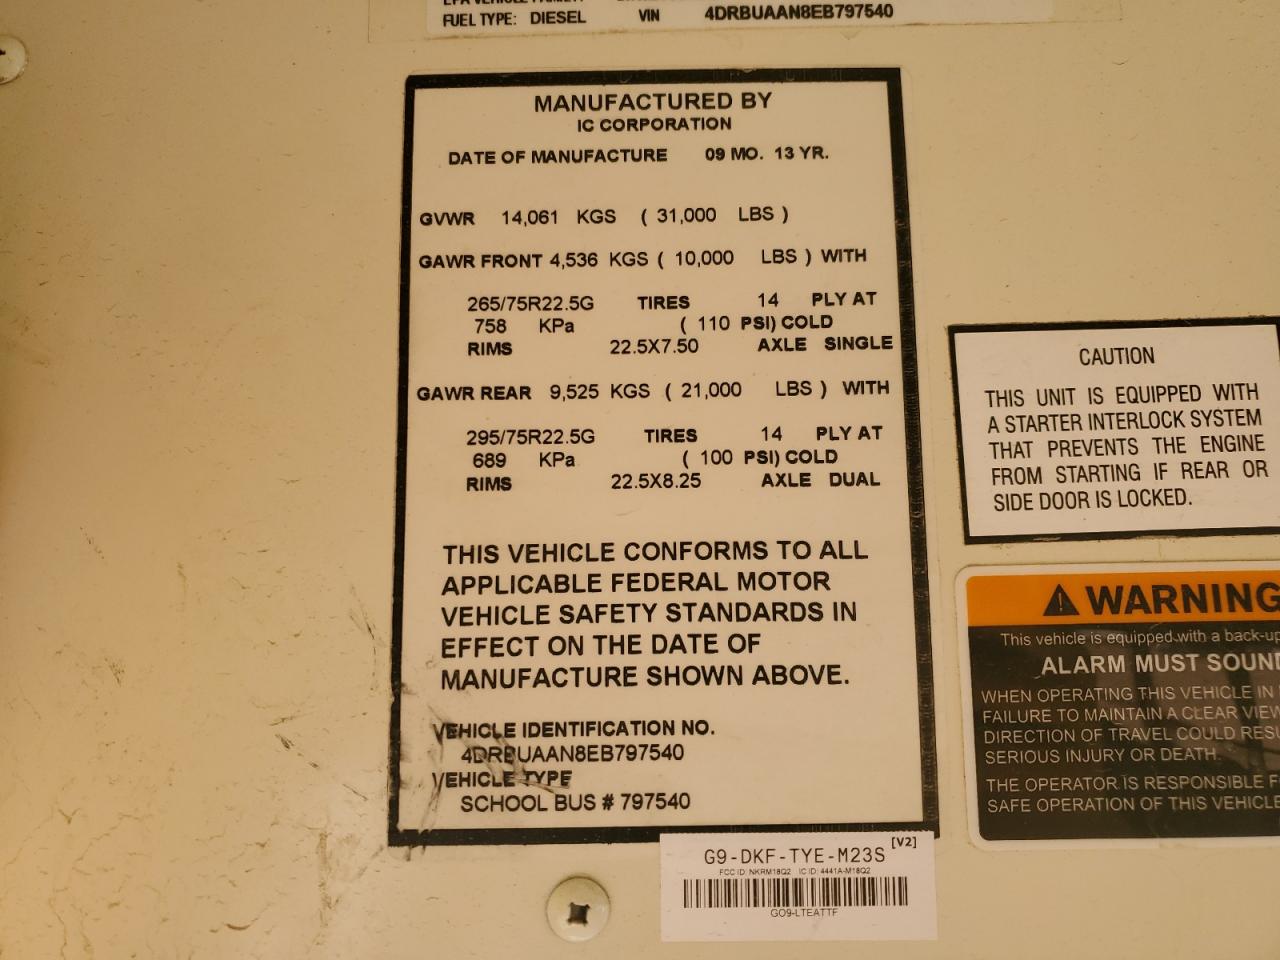 FUEL TYPE: DIESEL VIN 4DRBUAAN8EB797540
MANUFACTURED BY
IC CORPORATION
DATE OF MANUFACTURE 09 MO. 13 YR.
GVWR 14,061 KGS ( 31,000 LBS )
GAWR FRONT 4,536 KGS ( 10,000 LBS ) WITH
265/75R22.5G TIRES 14 PLY AT
758 KPa ( 110 PSI) COLD
RIMS 22.5X7.50 AXLE SINGLE
GAWR REAR 9,525 KGS ( 21,000 LBS ) WITH
295/75R22.5G TIRES 14 PLY AT
689 KPa ( 100 PSI) COLD
RIMS 22.5X8.25 AXLE DUAL
THIS VEHICLE CONFORMS TO ALL
APPLICABLE FEDERAL MOTOR
VEHICLE SAFETY STANDARDS IN
EFFECT ON THE DATE OF
MANUFACTURE SHOWN ABOVE.
VEHICLE IDENTIFICATION NO.
4DRBUAAN8EB797540
VEHICLE TYPE
SCHOOL BUS # 797540
G9-DKF-TYE-M23S [V2]
FCC ID: NKRM18Q2 IC ID: 4441A-M18Q2
GO9-LTEATTF
CAUTION
THIS UNIT IS EQUIPPED WITH
A STARTER INTERLOCK SYSTEM
THAT PREVENTS THE ENGINE
FROM STARTING IF REAR OR
SIDE DOOR IS LOCKED.
WARNING
This vehicle is equipped with a back-up
ALARM MUST SOUND
WHEN OPERATING THIS VEHICLE IN
FAILURE TO MAINTAIN A CLEAR VIEW
DIRECTION OF TRAVEL COULD
SERIOUS INJURY OR DEATH.
THE OPERATOR IS RESPONSIBLE
SAFE OPERATION OF THIS VEHICLE